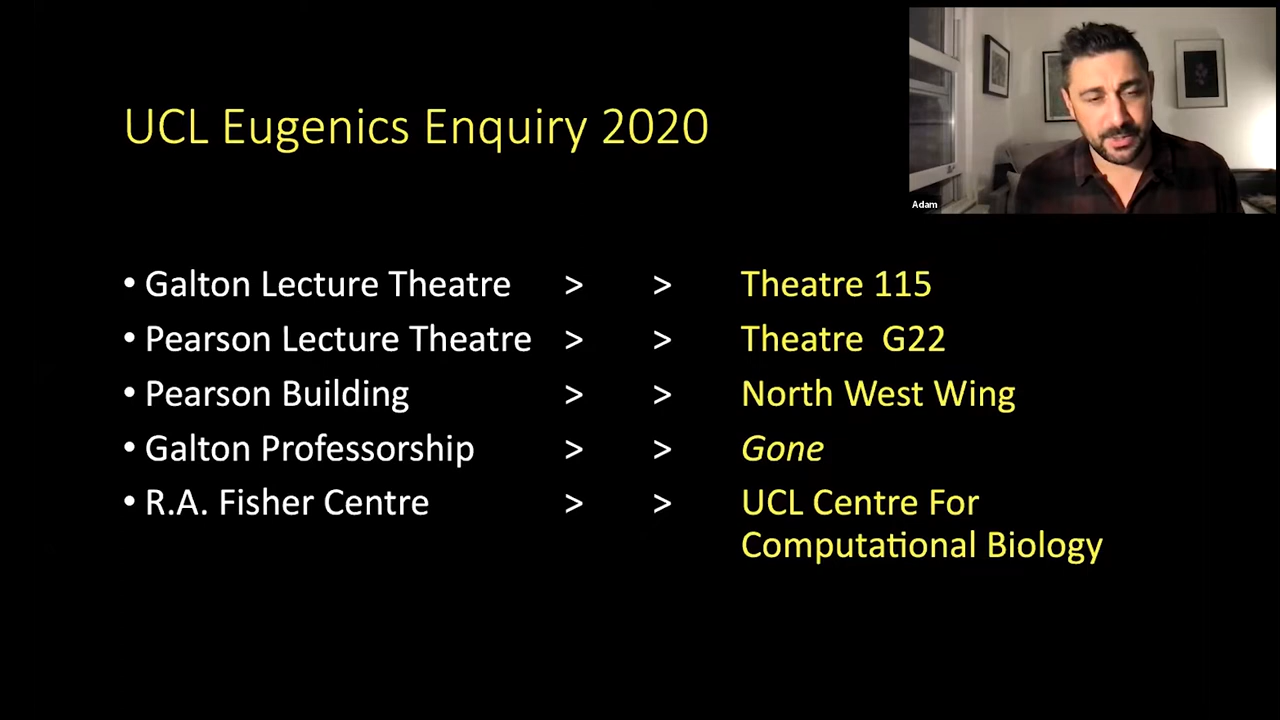 UCL Eugenics Enquiry 2020
Adam
• Galton Lecture Theatre > > Theatre 115
• Pearson Lecture Theatre > > Theatre G22
• Pearson Building > > North West Wing
• Galton Professorship > > Gone
• R.A. Fisher Centre > > UCL Centre For
Computational Biology